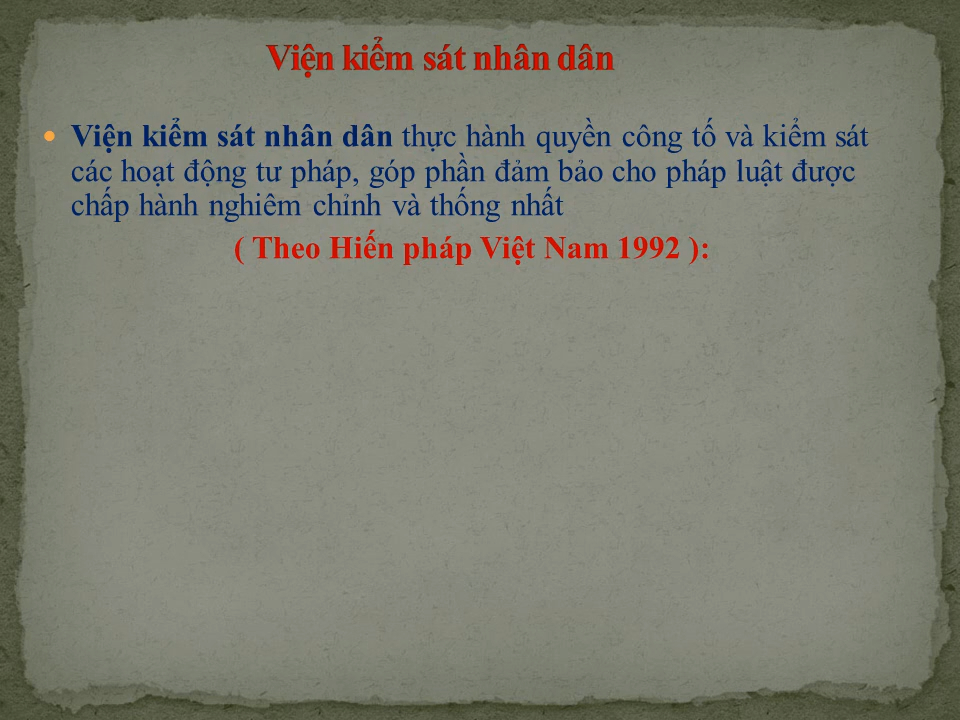 Viện kiểm sát nhân dân
Viện kiểm sát nhân dân thực hành quyền công tố và kiểm sát
các hoạt động tư pháp, góp phần đảm bảo cho pháp luật được
chấp hành nghiêm chỉnh và thống nhất
( Theo Hiến pháp Việt Nam 1992 ):